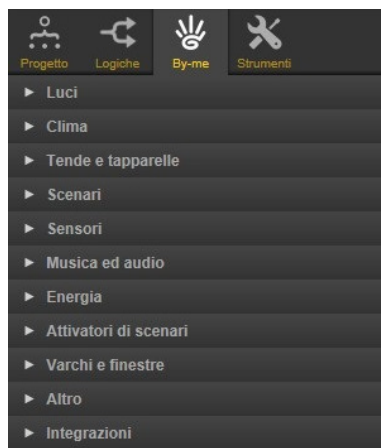 Progetto Logiche By-me Strumenti
Luci
Clima
Tende e tapparelle
Scenari
Sensori
Musica ed audio
Energia
Attivatori di scenari
Varchi e finestre
Altro
Integrazioni